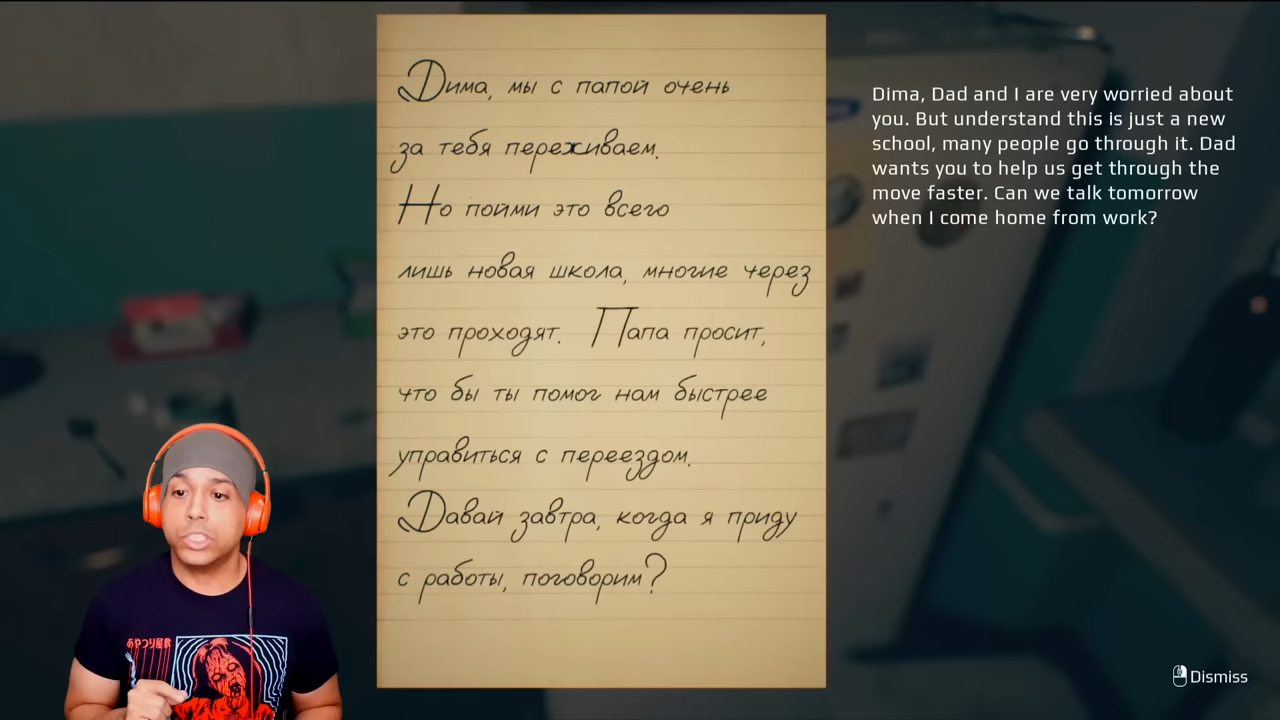 Дима, мы с папой очень
за тебя переживаем.
Но пойми это всего
лишь новая школа, многие через
это проходят. Папа просит,
что бы ты помог нам быстрее
управиться с переездом.
Давай завтра, когда я приду
с работы, поговорим?
Dima, Dad and I are very worried about
you. But understand this is just a new
school, many people go through it. Dad
wants you to help us get through the
move faster. Can we talk tomorrow
when I come home from work?
Dismiss